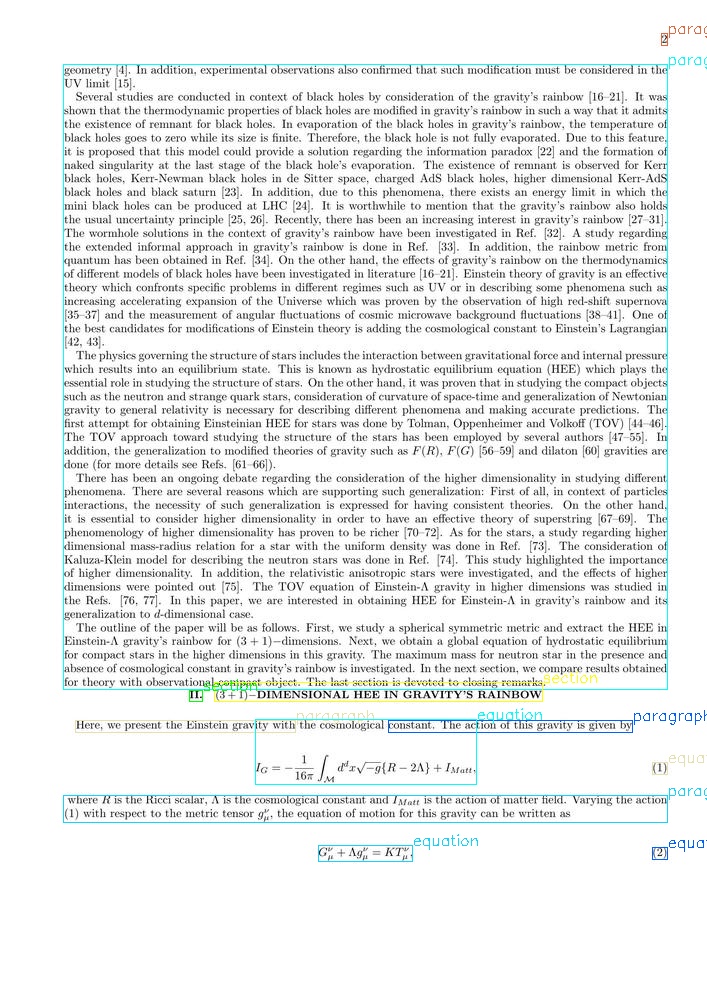 2
geometry [4]. In addition, experimental observations also confirmed that such modification must be considered in the
UV limit [15].
Several studies are conducted in context of black holes by consideration of the gravity's rainbow [16–21]. It was
shown that the thermodynamic properties of black holes are modified in gravity's rainbow in such a way that it admits
the existence of remnant for black holes. In evaporation of the black holes in gravity's rainbow, the temperature of
black holes goes to zero while its size is finite. Therefore, the black hole is not fully evaporated. Due to this feature,
it is proposed that this model could provide a solution regarding the information paradox [22] and the formation of
naked singularity at the last stage of the black hole's evaporation. The existence of remnant is observed for Kerr
black holes, Kerr-Newman black holes in de Sitter space, charged AdS black holes, higher dimensional Kerr-AdS
black holes and black saturn [23]. In addition, due to this phenomena, there exists an energy limit in which the
mini black holes can be produced at LHC [24]. It is worthwhile to mention that the gravity's rainbow also holds
the usual uncertainty principle [25, 26]. Recently, there has been an increasing interest in gravity's rainbow [27–31].
The wormhole solutions in the context of gravity's rainbow have been investigated in Ref. [32]. A study regarding
the extended informal approach in gravity's rainbow is done in Ref. [33]. In addition, the rainbow metric from
quantum has been obtained in Ref. [34]. On the other hand, the effects of gravity's rainbow on the thermodynamics
of different models of black holes have been investigated in literature [16–21]. Einstein theory of gravity is an effective
theory which confronts specific problems in different regimes such as UV or in describing some phenomena such as
increasing accelerating expansion of the Universe which was proven by the observation of high red-shift supernova
[35–37] and the measurement of angular fluctuations of cosmic microwave background fluctuations [38–41]. One of
the best candidates for modifications of Einstein theory is adding the cosmological constant to Einstein's Lagrangian
[42, 43].
The physics governing the structure of stars includes the interaction between gravitational force and internal pressure
which results into an equilibrium state. This is known as hydrostatic equilibrium equation (HEE) which plays the
essential role in studying the structure of stars. On the other hand, it was proven that in studying the compact objects
such as the neutron and strange quark stars, consideration of curvature of space-time and generalization of Newtonian
gravity to general relativity is necessary for describing different phenomena and making accurate predictions. The
first attempt for obtaining Einsteinian HEE for stars was done by Tolman, Oppenheimer and Volkoff (TOV) [44–46].
The TOV approach toward studying the structure of the stars has been employed by several authors [47–55]. In
addition, the generalization to modified theories of gravity such as F(R), F(G) [56–59] and dilaton [60] gravities are
done (for more details see Refs. [61–66]).
There has been an ongoing debate regarding the consideration of the higher dimensionality in studying different
phenomena. There are several reasons which are supporting such generalization: First of all, in context of particles
interactions, the necessity of such generalization is expressed for having consistent theories. On the other hand,
it is essential to consider higher dimensionality in order to have an effective theory of superstring [67–69]. The
phenomenology of higher dimensionality has proven to be richer [70–72]. As for the stars, a study regarding higher
dimensional mass-radius relation for a star with the uniform density was done in Ref. [73]. The consideration of
Kaluza-Klein model for describing the neutron stars was done in Ref. [74]. This study highlighted the importance
of higher dimensionality. In addition, the relativistic anisotropic stars were investigated, and the effects of higher
dimensions were pointed out [75]. The TOV equation of Einstein-Λ gravity in higher dimensions was studied in
the Refs. [76, 77]. In this paper, we are interested in obtaining HEE for Einstein-Λ in gravity's rainbow and its
generalization to d-dimensional case.
The outline of the paper will be as follows. First, we study a spherical symmetric metric and extract the HEE in
Einstein-Λ gravity's rainbow for (3 + 1)−dimensions. Next, we obtain a global equation of hydrostatic equilibrium
for compact stars in the higher dimensions in this gravity. The maximum mass for neutron star in the presence and
absence of cosmological constant in gravity's rainbow is investigated. In the next section, we compare results obtained
for theory with observational compact object. The last section is devoted to closing remarks.
II. (3+1)−DIMENSIONAL HEE IN GRAVITY'S RAINBOW
Here, we present the Einstein gravity with the cosmological constant. The action of this gravity is given by
I_G = −\frac{1}{16π} ∫_M d^d x √−g{R − 2Λ} + I_{Matt}, (1)
where R is the Ricci scalar, Λ is the cosmological constant and I_{Matt} is the action of matter field. Varying the action
(1) with respect to the metric tensor g_μ^ν, the equation of motion for this gravity can be written as
G_μ^ν + Λg_μ^ν = KT_μ^ν, (2)
parag
parag
section
section
paragraph
equation
paragraph
equa
parag
equation
equa